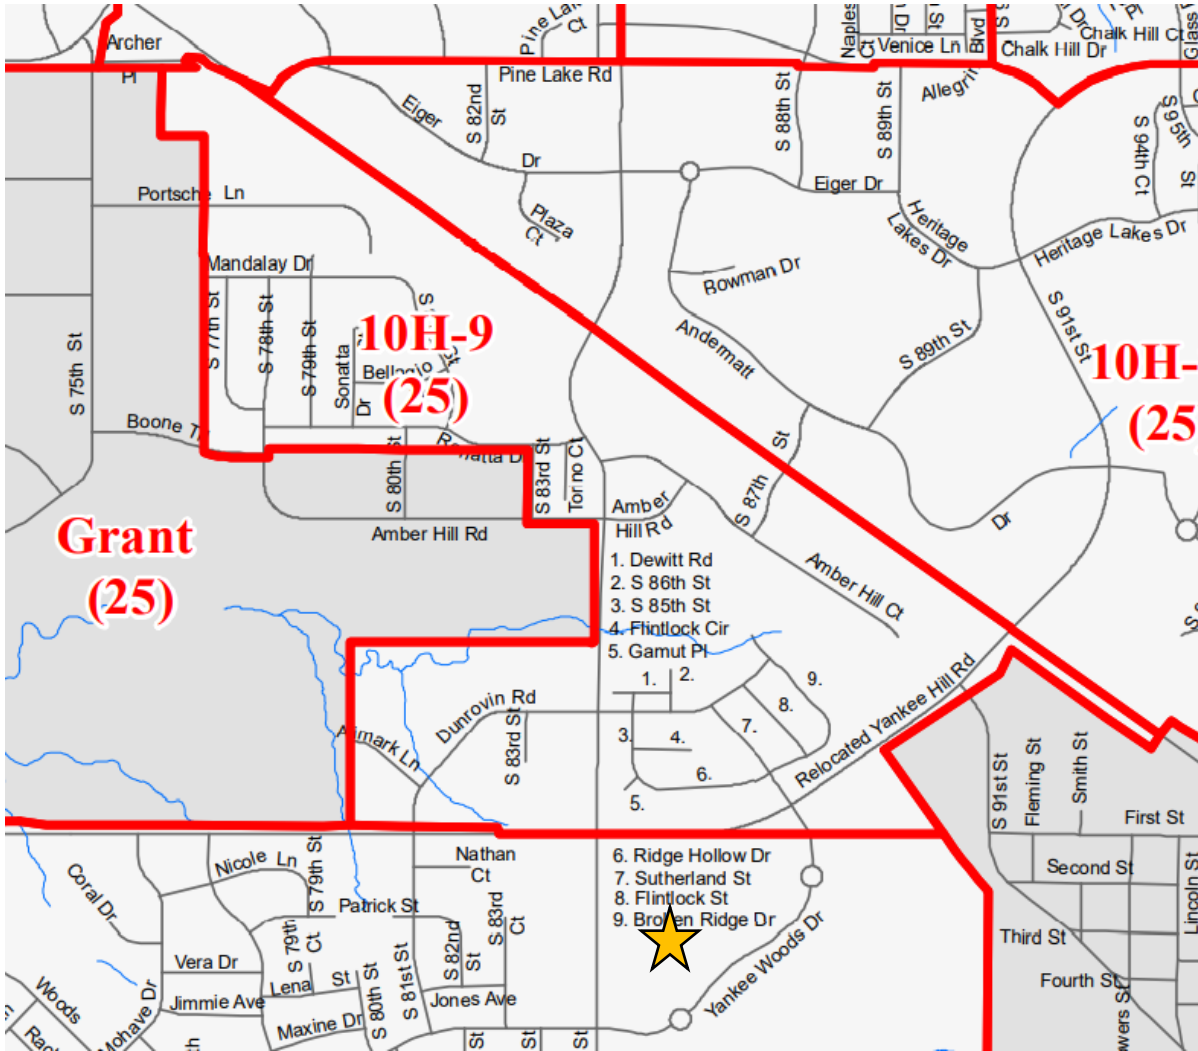 Archer
Pl
Pine Lake Rd
Naples
Ct
Venice Ln
Blvd
Chalk Hill Dr
Chalk Hill Ct
Glass
Eiger
S 82nd
St
Dr
S 88th St
S 89th St
Allegrit
Eiger Dr
S 94th Ct
S 95th
St
Portsche Ln
Plaza
Ct
Heritage
Lakes Dr
Heritage Lakes Dr
Mandalay Dr
Bowman Dr
S 75th St
S 77th St
S 78th St
S 79th St
Sonatta
Dr
Bellagio
10H-9
(25)
Andermatt
S 89th St
S 91st St
10H-
(25
Boone Tr
S 80th St
S 83rd St
Torino Ct
S 87th St
Dr
Grant
(25)
Amber Hill Rd
Amber
Hill Rd
Amber Hill Ct
1. Dewitt Rd
2. S 86th St
3. S 85th St
4. Flintlock Cir
5. Gamut Pl
1.
2.
3.
4.
5.
6.
7.
8.
9.
Dunrovin Rd
S 83rd St
Relocated Yankee Hill Rd
S 91st St
Fleming St
Smith St
First St
Second St
Third St
Fourth St
Lincoln St
6. Ridge Hollow Dr
7. Sutherland St
8. Flintlock St
9. Broken Ridge Dr
Nicole Ln
S 79th St
Nathan
Ct
Coral Dr
Patrick St
S 79th
Ct
S 83rd
Ct
S 82nd
St
S 81st St
S 80th St
Vera Dr
Lena St
Jimmie Ave
Jones Ave
Maxine Dr
Mohave Dr
Woods
Yankee Woods Dr
St
St
St